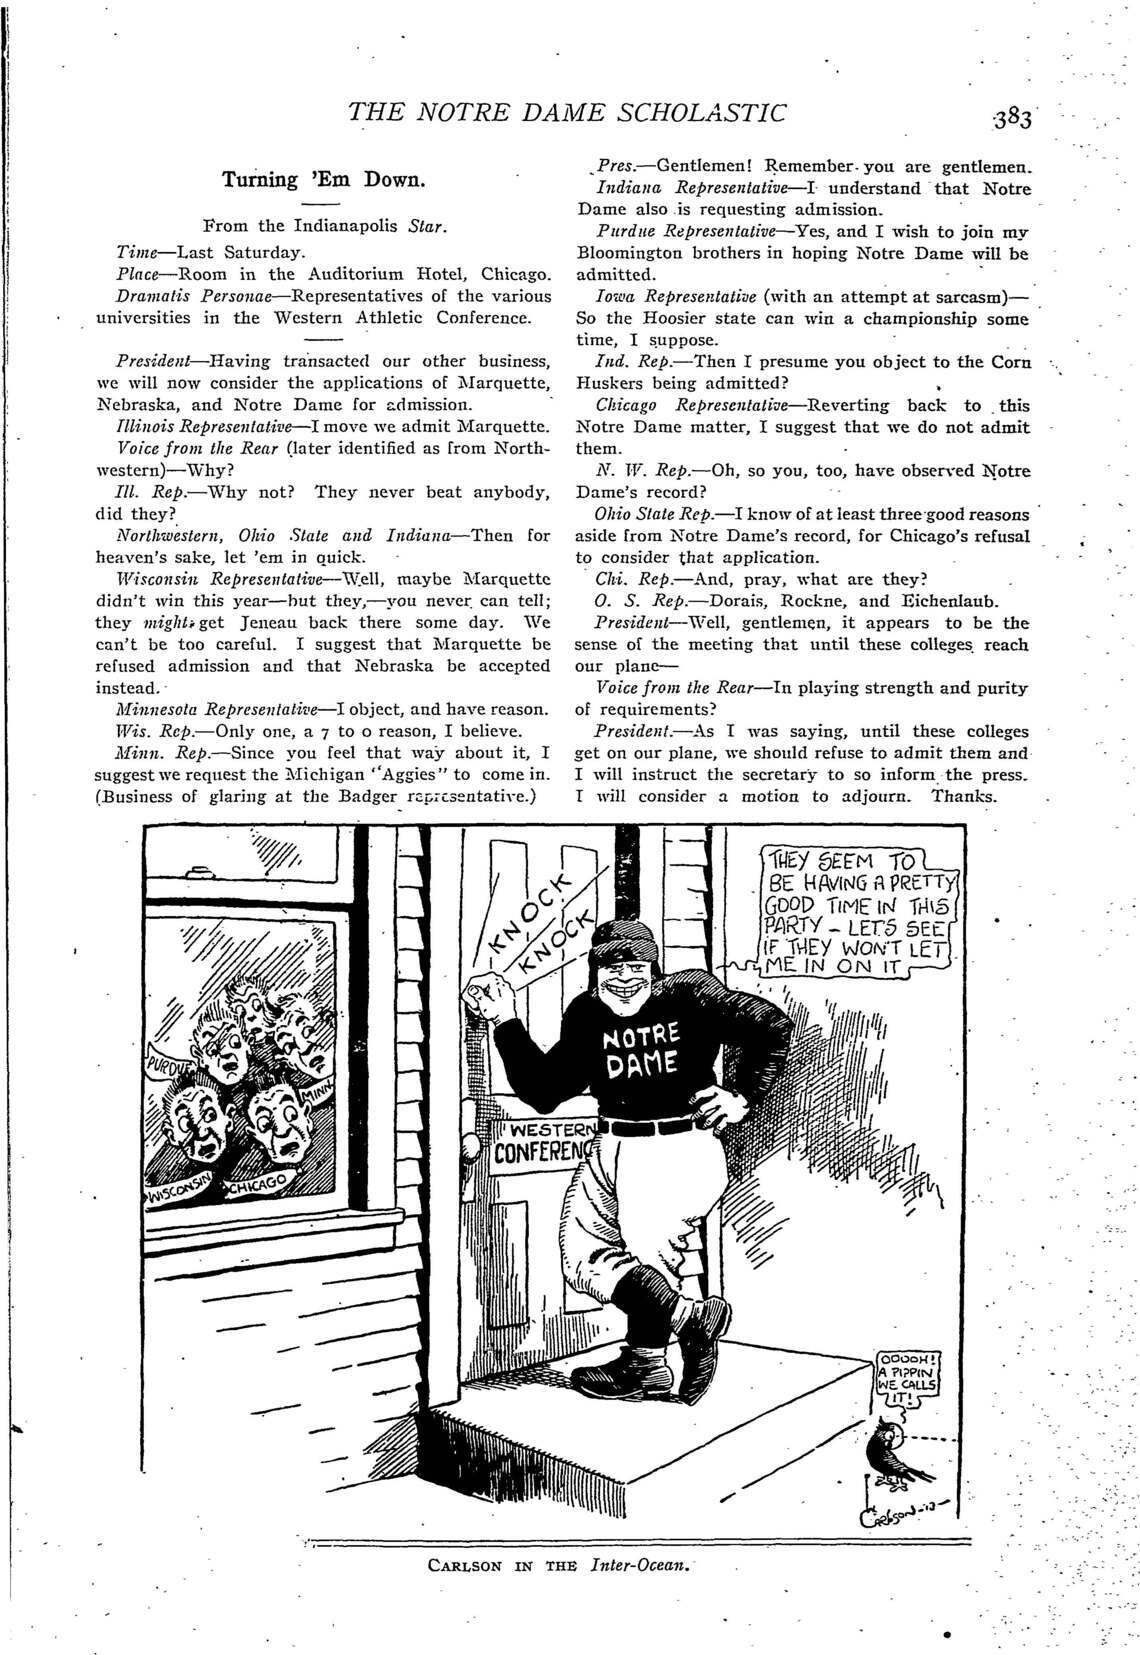 THE NOTRE DAME SCHOLASTIC
383
Turning 'Em Down.
From the Indianapolis Star.
Time—Last Saturday.
Place—Room in the Auditorium Hotel, Chicago.
Dramatis Personae—Representatives of the various
universities in the Western Athletic Conference.
President—Having transacted our other business,
we will now consider the applications of Marquette,
Nebraska, and Notre Dame for admission.
Illinois Representative—I move we admit Marquette.
Voice from the Rear (later identified as from North-
western)—Why?
Ill. Rep.—Why not? They never beat anybody,
did they?
Northwestern, Ohio State and Indiana—Then for
heaven's sake, let 'em in quick.
Wisconsin Representative—Well, maybe Marquette
didn't win this year—but they,—you never can tell;
they might get Jeneau back there some day. We
can't be too careful. I suggest that Marquette be
refused admission and that Nebraska be accepted
instead.
Minnesota Representative—I object, and have reason.
Wis. Rep.—Only one, a 7 to 0 reason, I believe.
Minn. Rep.—Since you feel that way about it, I
suggest we request the Michigan "Aggies" to come in.
(Business of glaring at the Badger representative.)
Pres.—Gentlemen! Remember you are gentlemen.
Indiana Representative—I understand that Notre
Dame also is requesting admission.
Purdue Representative—Yes, and I wish to join my
Bloomington brothers in hoping Notre Dame will be
admitted.
Iowa Representative (with an attempt at sarcasm)—
So the Hoosier state can win a championship some
time, I suppose.
Ind. Rep.—Then I presume you object to the Corn
Huskers being admitted?
Chicago Representative—Reverting back to this
Notre Dame matter, I suggest that we do not admit
them.
N. W. Rep.—Oh, so you, too, have observed Notre
Dame's record?
Ohio State Rep.—I know of at least three good reasons
aside from Notre Dame's record, for Chicago's refusal
to consider that application.
Chi. Rep.—And, pray, what are they?
O. S. Rep.—Dorais, Rockne, and Eichenlaub.
President—Well, gentlemen, it appears to be the
sense of the meeting that until these colleges reach
our plane—
Voice from the Rear—In playing strength and purity
of requirements?
President.—As I was saying, until these colleges
get on our plane, we should refuse to admit them and
I will instruct the secretary to so inform the press.
I will consider a motion to adjourn. Thanks.
THEY SEEM TO
BE HAVING A PRETTY
GOOD TIME IN THIS
PARTY - LET'S SEE
IF THEY WON'T LET
ME IN ON IT
KNOCK
KNOCK
NOTRE
DAME
WESTERN
CONFERENC
PURDUE
MINN
WISCONSIN
CHICAGO
OOOOH!
A PIPPIN
WE CALLS
IT!
Carlson-'13-
CARLSON IN THE Inter-Ocean.